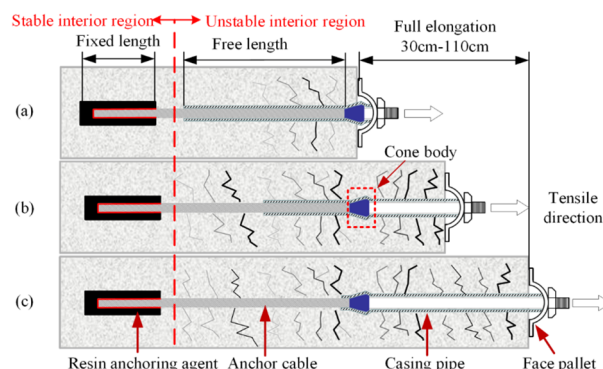 Stable interior region
Unstable interior region
Full elongation
30cm-110cm
Fixed length
Free length
(a)
Cone body
(b)
Tensile
direction
(c)
Resin anchoring agent
Anchor cable
Casing pipe
Face pallet